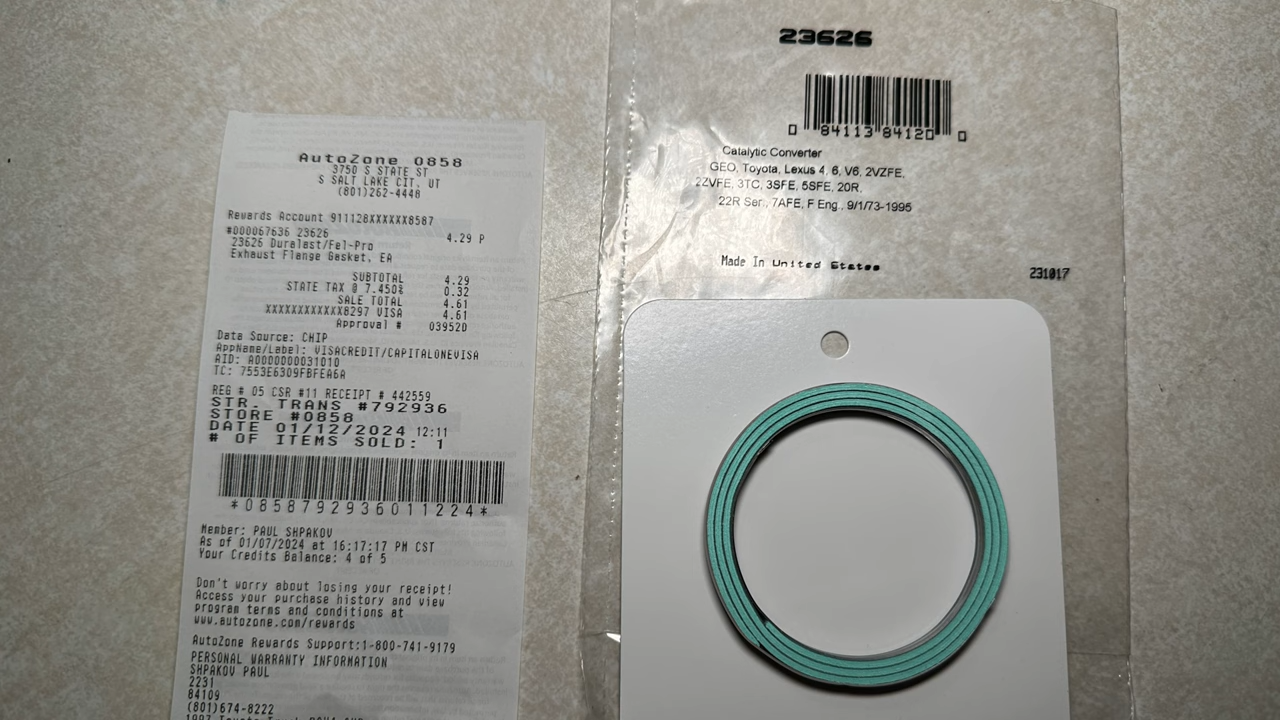 AutoZone 0858
3750 S STATE ST
S SALT LAKE CIT, UT
(801)262-4448
Rewards Account 911128XXXXXX8587
#000067636 23626 4.29 P
23626 Duralast/Fel-Pro
Exhaust Flange Gasket, EA
SUBTOTAL 4.29
STATE TAX @ 7.450% 0.32
SALE TOTAL 4.61
XXXXXXXXXXXX8297 VISA 4.61
Approval # 03952D
Data Source: CHIP
AppName/Label: VISACREDIT/CAPITALONEVISA
AID: A0000000031010
TC: 7553E6309FBFEA6A
REG # 05 CSR #11 RECEIPT # 442559
STR. TRANS #792936
STORE #0858
DATE 01/12/2024 12:11
# OF ITEMS SOLD: 1
*0858792936011224*
Member: PAUL SHPAKOV
As of 01/07/2024 at 16:17:17 PM CST
Your Credits Balance: 4 of 5
Don't worry about losing your receipt!
Access your purchase history and view
program terms and conditions at
www.autozone.com/rewards
AutoZone Rewards Support:1-800-741-9179
PERSONAL WARRANTY INFORMATION
SHPAKOV PAUL
2231
84109
(801)674-8222
1997 Toyota
23626
0 84113 84120 0
Catalytic Converter
GEO, Toyota, Lexus 4, 6, V6, 2VZFE,
2ZVFE, 3TC, 3SFE, 5SFE, 20R,
22R Ser., 7AFE, F Eng., 9/1/73-1995
Made In United States
231017